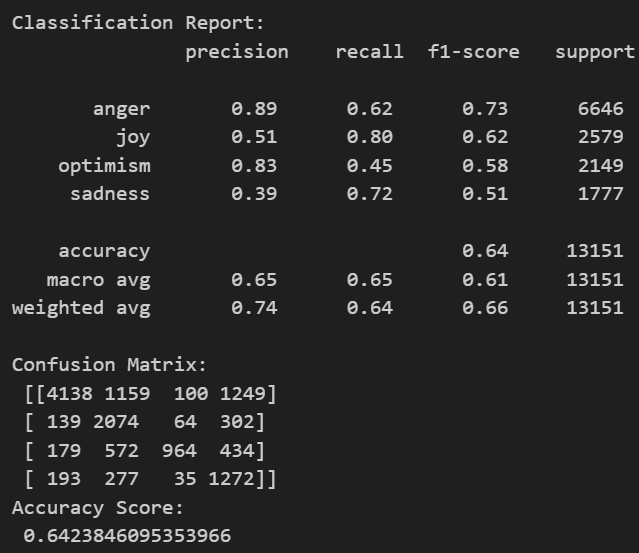 Classification Report:
precision recall f1-score support
anger 0.89 0.62 0.73 6646
joy 0.51 0.80 0.62 2579
optimism 0.83 0.45 0.58 2149
sadness 0.39 0.72 0.51 1777
accuracy 0.64 13151
macro avg 0.65 0.65 0.61 13151
weighted avg 0.74 0.64 0.66 13151
Confusion Matrix:
[[4138 1159 100 1249]
[ 139 2074 64 302]
[ 179 572 964 434]
[ 193 277 35 1272]]
Accuracy Score:
0.6423846095353966